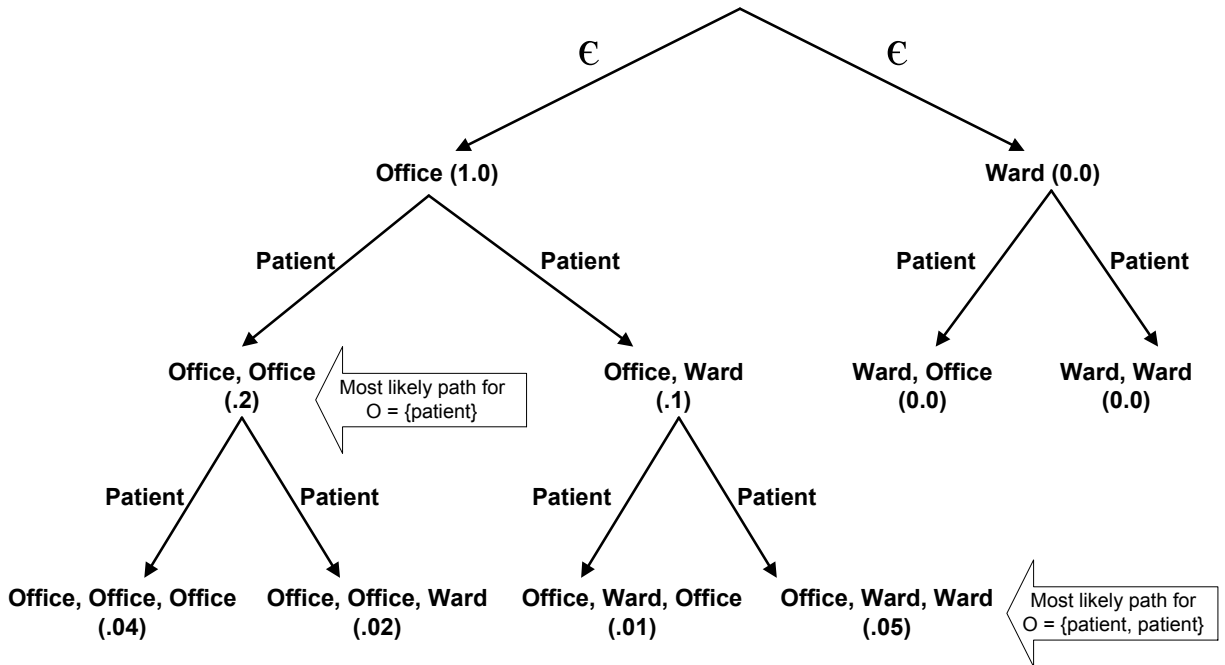 Є
Є
Office (1.0)
Ward (0.0)
Patient
Patient
Patient
Patient
Office, Office
(.2)
Most likely path for
O = {patient}
Office, Ward
(.1)
Ward, Office
(0.0)
Ward, Ward
(0.0)
Patient
Patient
Patient
Patient
Office, Office, Office
(.04)
Office, Office, Ward
(.02)
Office, Ward, Office
(.01)
Office, Ward, Ward
(.05)
Most likely path for
O = {patient, patient}